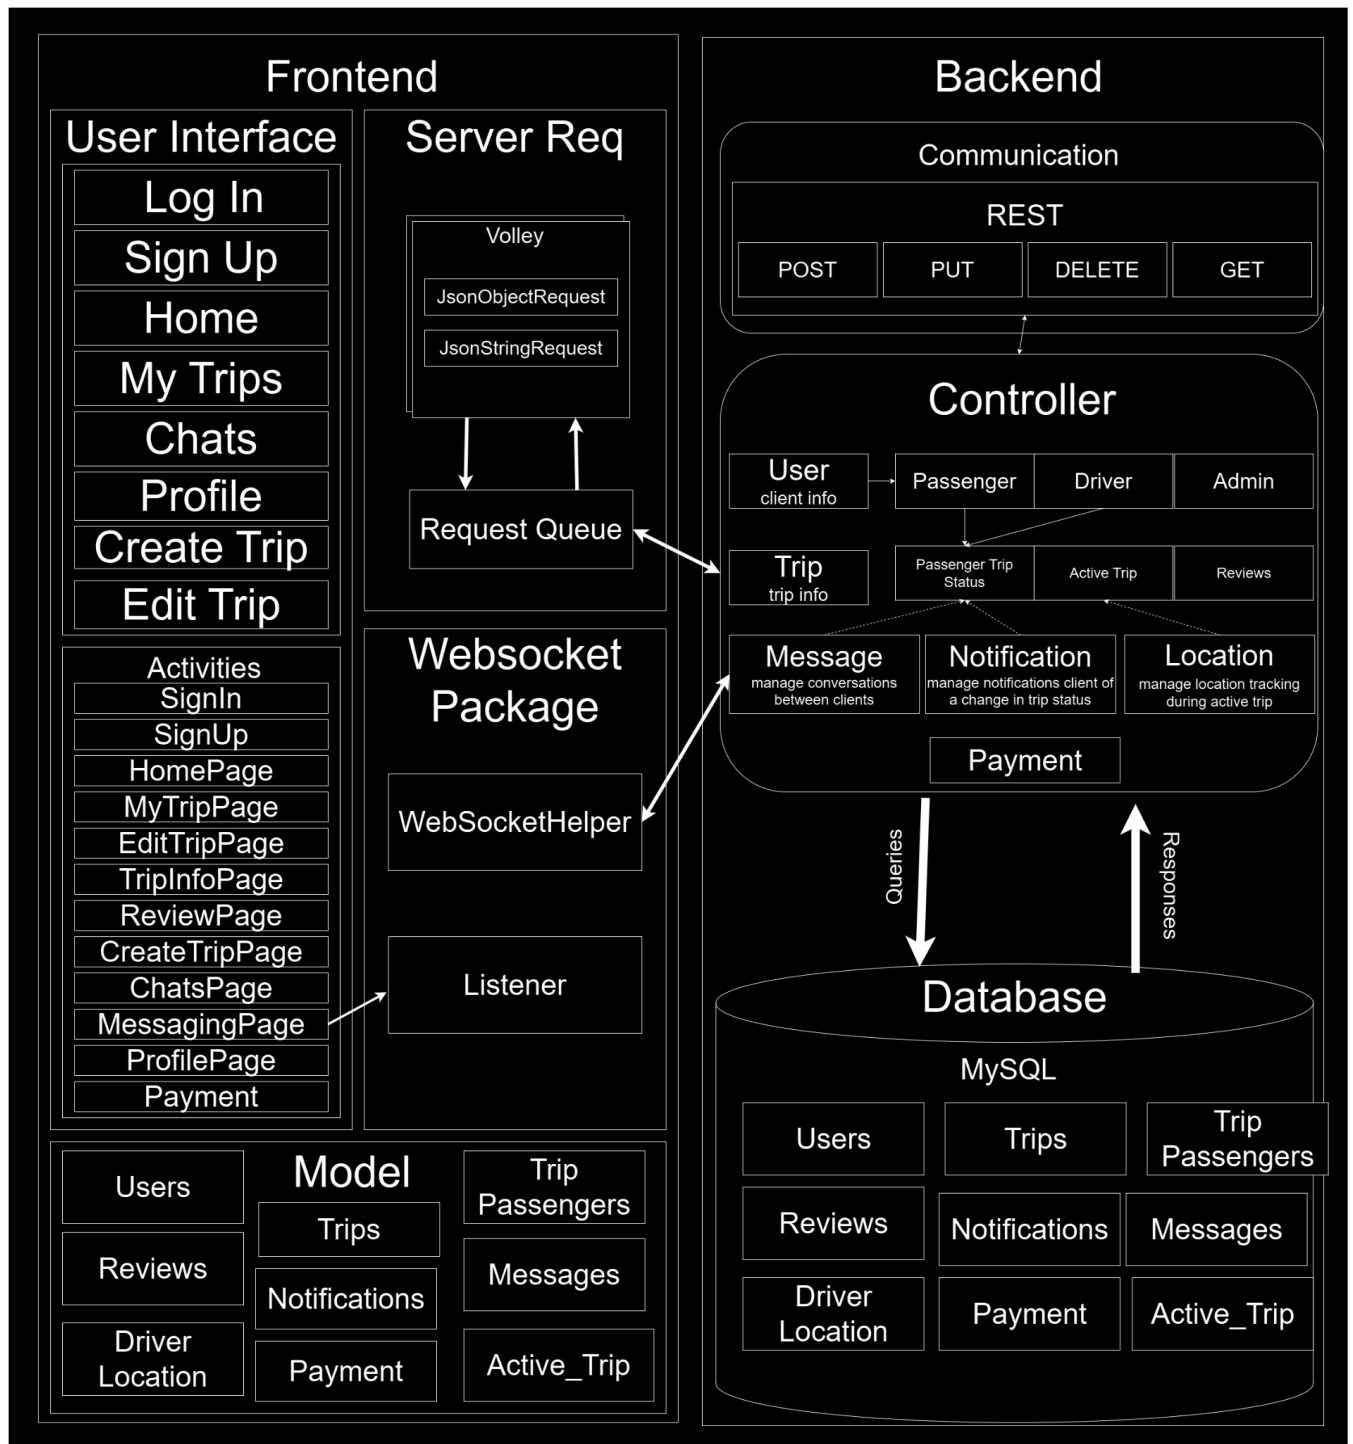 Frontend
User Interface
Log In
Sign Up
Home
My Trips
Chats
Profile
Create Trip
Edit Trip
Activities
SignIn
SignUp
HomePage
MyTripPage
EditTripPage
TripInfoPage
ReviewPage
CreateTripPage
ChatsPage
MessagingPage
ProfilePage
Payment
Server Req
Volley
JsonObjectRequest
JsonStringRequest
Request Queue
Websocket
Package
WebSocketHelper
Listener
Model
Users
Trips
Trip
Passengers
Reviews
Notifications
Messages
Driver
Location
Payment
Active_Trip
Backend
Communication
REST
POST
PUT
DELETE
GET
Controller
User
client info
Passenger
Driver
Admin
Trip
trip info
Passenger Trip
Status
Active Trip
Reviews
Message
manage conversations
between clients
Notification
manage notifications client of
a change in trip status
Location
manage location tracking
during active trip
Payment
Queries
Responses
Database
MySQL
Users
Trips
Trip
Passengers
Reviews
Notifications
Messages
Driver
Location
Payment
Active_Trip